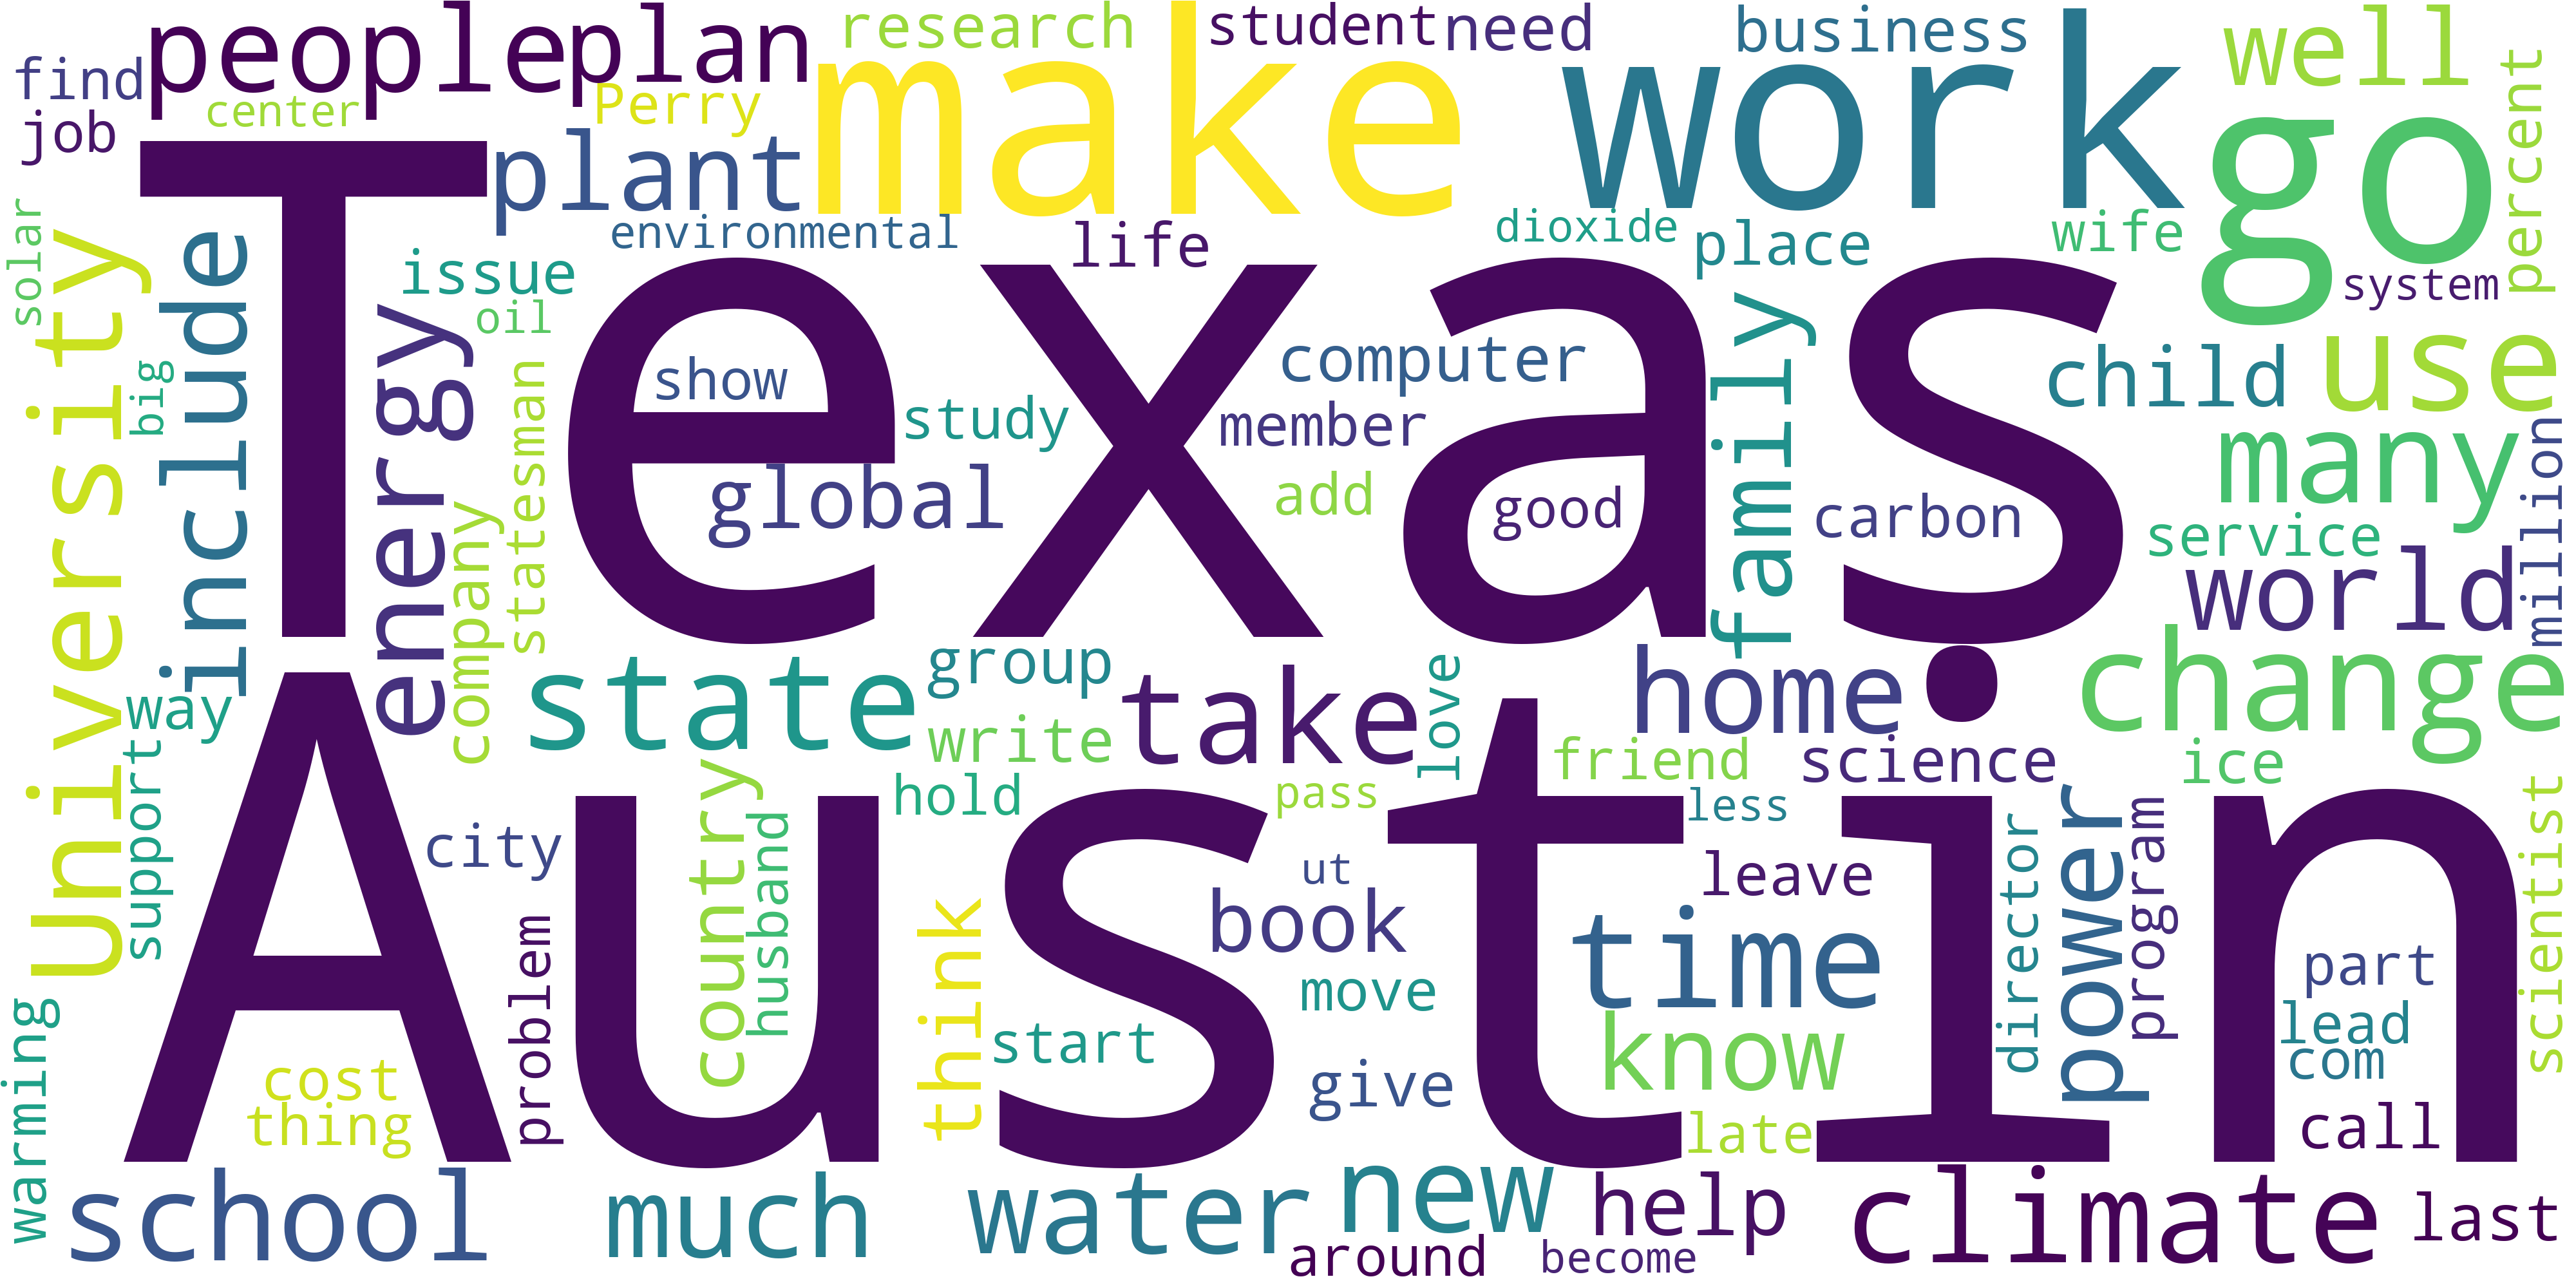 people
plan
research
student
need
business
well
find
make
work
go
percent
center
Perry
job
plant
Texas
environmental
life
dioxide
place
wife
system
solar
University
include
issue
oil
energy
big
show
computer
family
child
use
statesman
study
member
many
global
add
good
carbon
million
company
service
world
state
group
take
love
home
change
way
write
friend
science
ice
support
Austin
hold
pass
less
power
program
scientist
city
country
husband
ut
leave
director
think
book
time
problem
move
part
warming
start
know
lead
cost
give
com
thing
late
call
school
much
water
new
help
climate
last
around
become